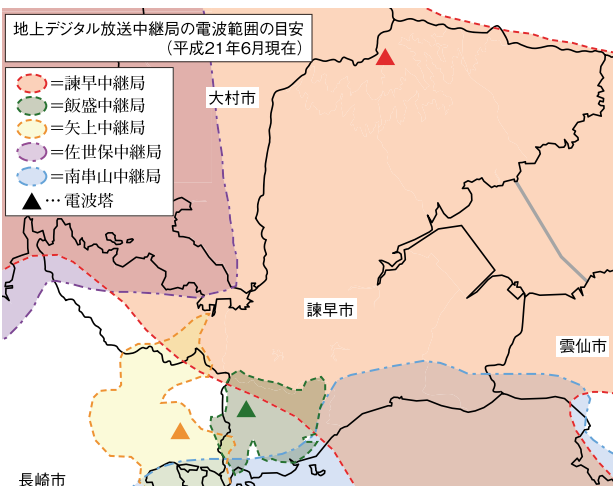 地上デジタル放送中継局の電波範囲の目安
（平成21年6月現在）
＝諫早中継局
＝飯盛中継局
＝矢上中継局
＝佐世保中継局
＝南串山中継局
…電波塔
大村市
諫早市
雲仙市
長崎市